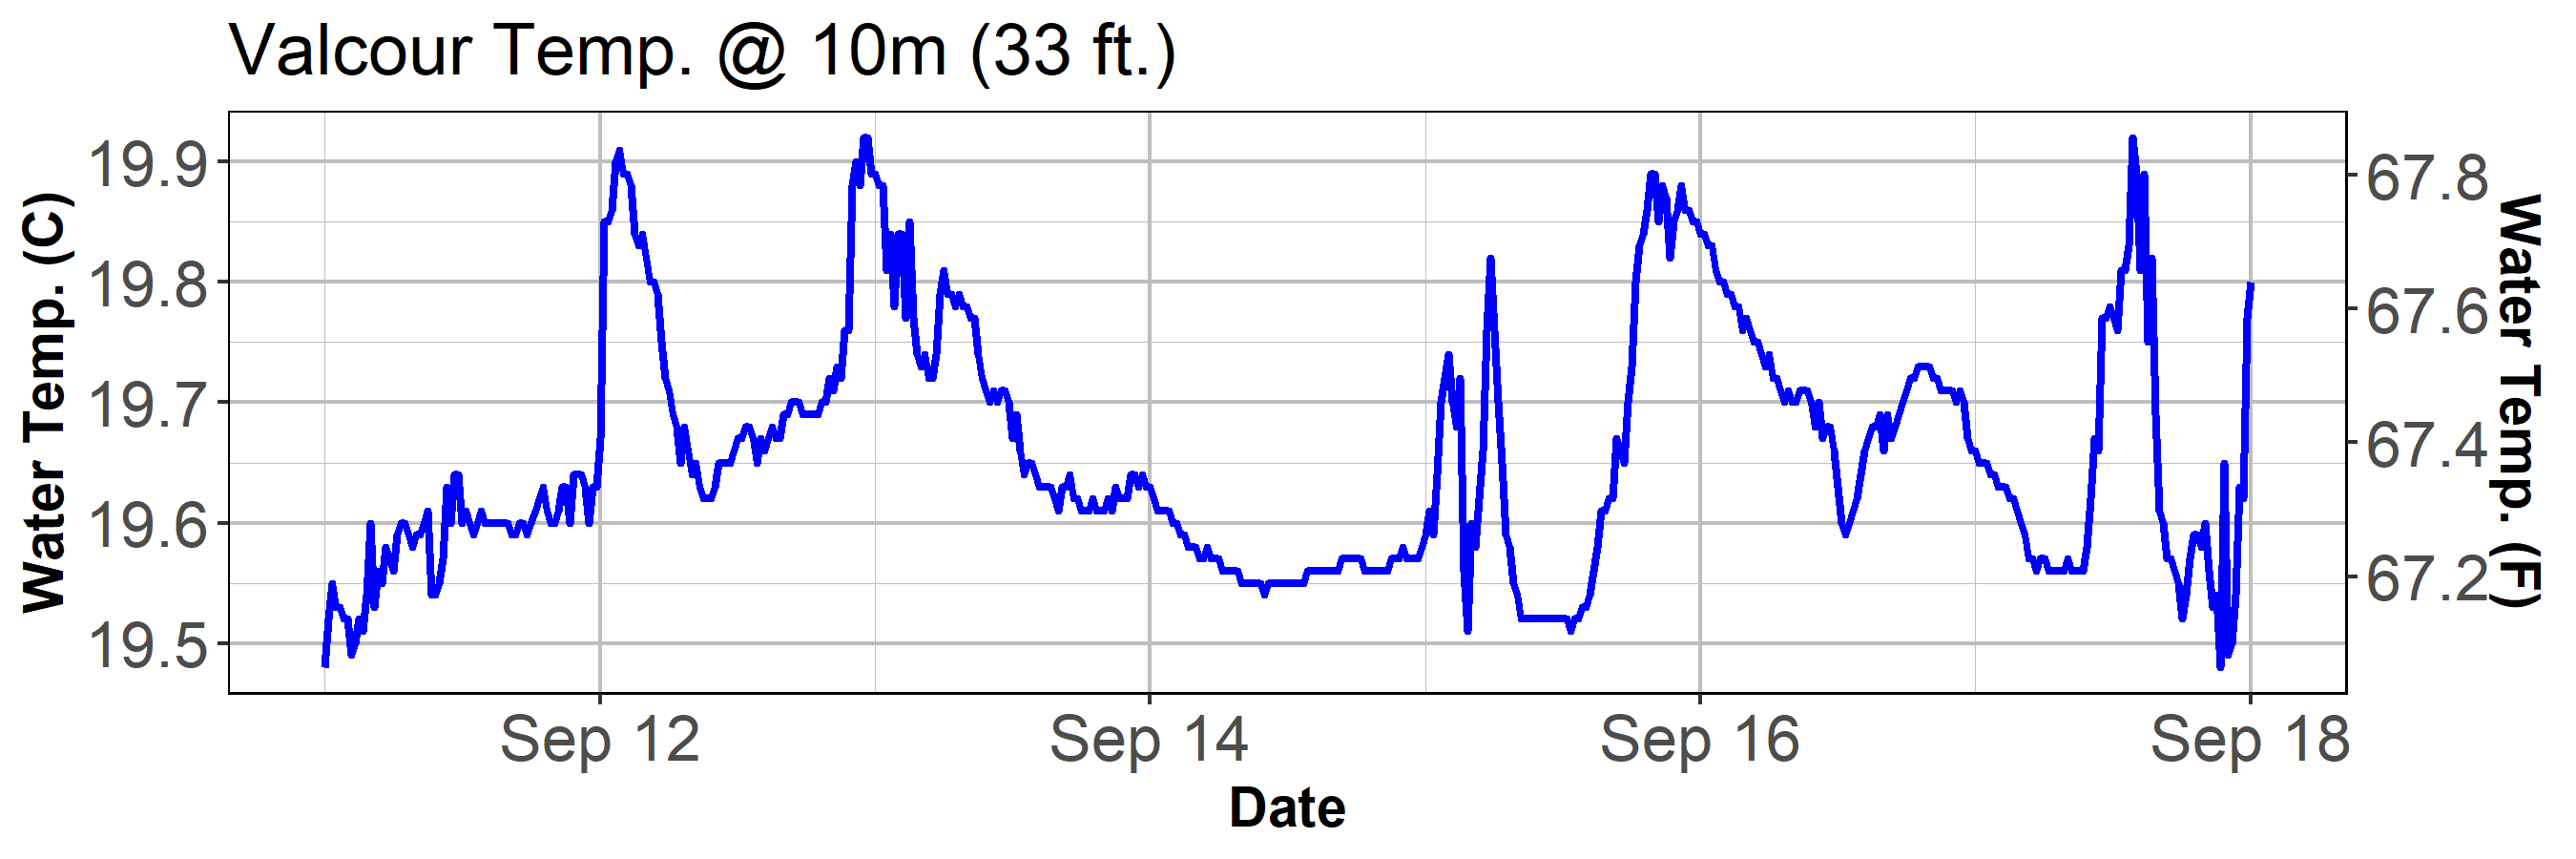 Valcour Temp. @ 10m (33 ft.)
Water Temp. (C)
19.9
19.8
19.7
19.6
19.5
67.8
67.6
67.4
67.2
Water Temp. (F)
Sep 12
Sep 14
Sep 16
Sep 18
Date